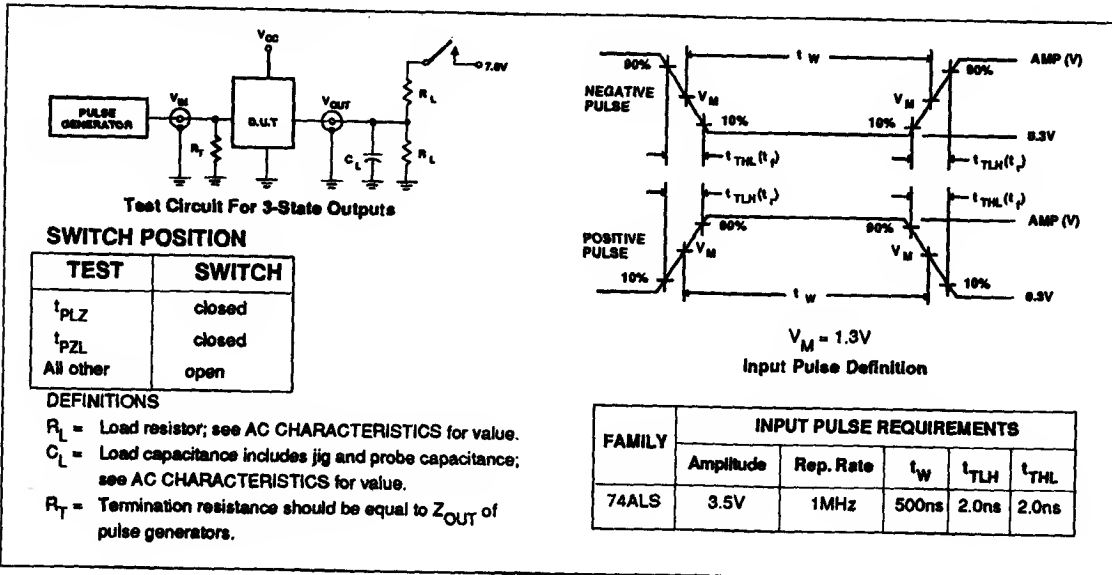 VCC
7.0V
RL
PULSE GENERATOR
VIN
D.U.T
VOUT
RT
CL
RL
Test Circuit For 3-State Outputs
SWITCH POSITION
TEST SWITCH
tPLZ closed
tPZL closed
All other open
DEFINITIONS
RL = Load resistor; see AC CHARACTERISTICS for value.
CL = Load capacitance includes jig and probe capacitance;
see AC CHARACTERISTICS for value.
RT = Termination resistance should be equal to ZOUT of
pulse generators.
90% tW 90% AMP (V)
NEGATIVE
PULSE
VM VM
10% 10%
0.3V
tTHL(tf) tTLH(tr)
tTLH(tr) tTHL(tf)
AMP (V)
90% 90%
POSITIVE
PULSE
VM VM
10% 10%
tW 0.3V
VM = 1.3V
Input Pulse Definition
FAMILY INPUT PULSE REQUIREMENTS
Amplitude Rep. Rate tW tTLH tTHL
74ALS 3.5V 1MHz 500ns 2.0ns 2.0ns